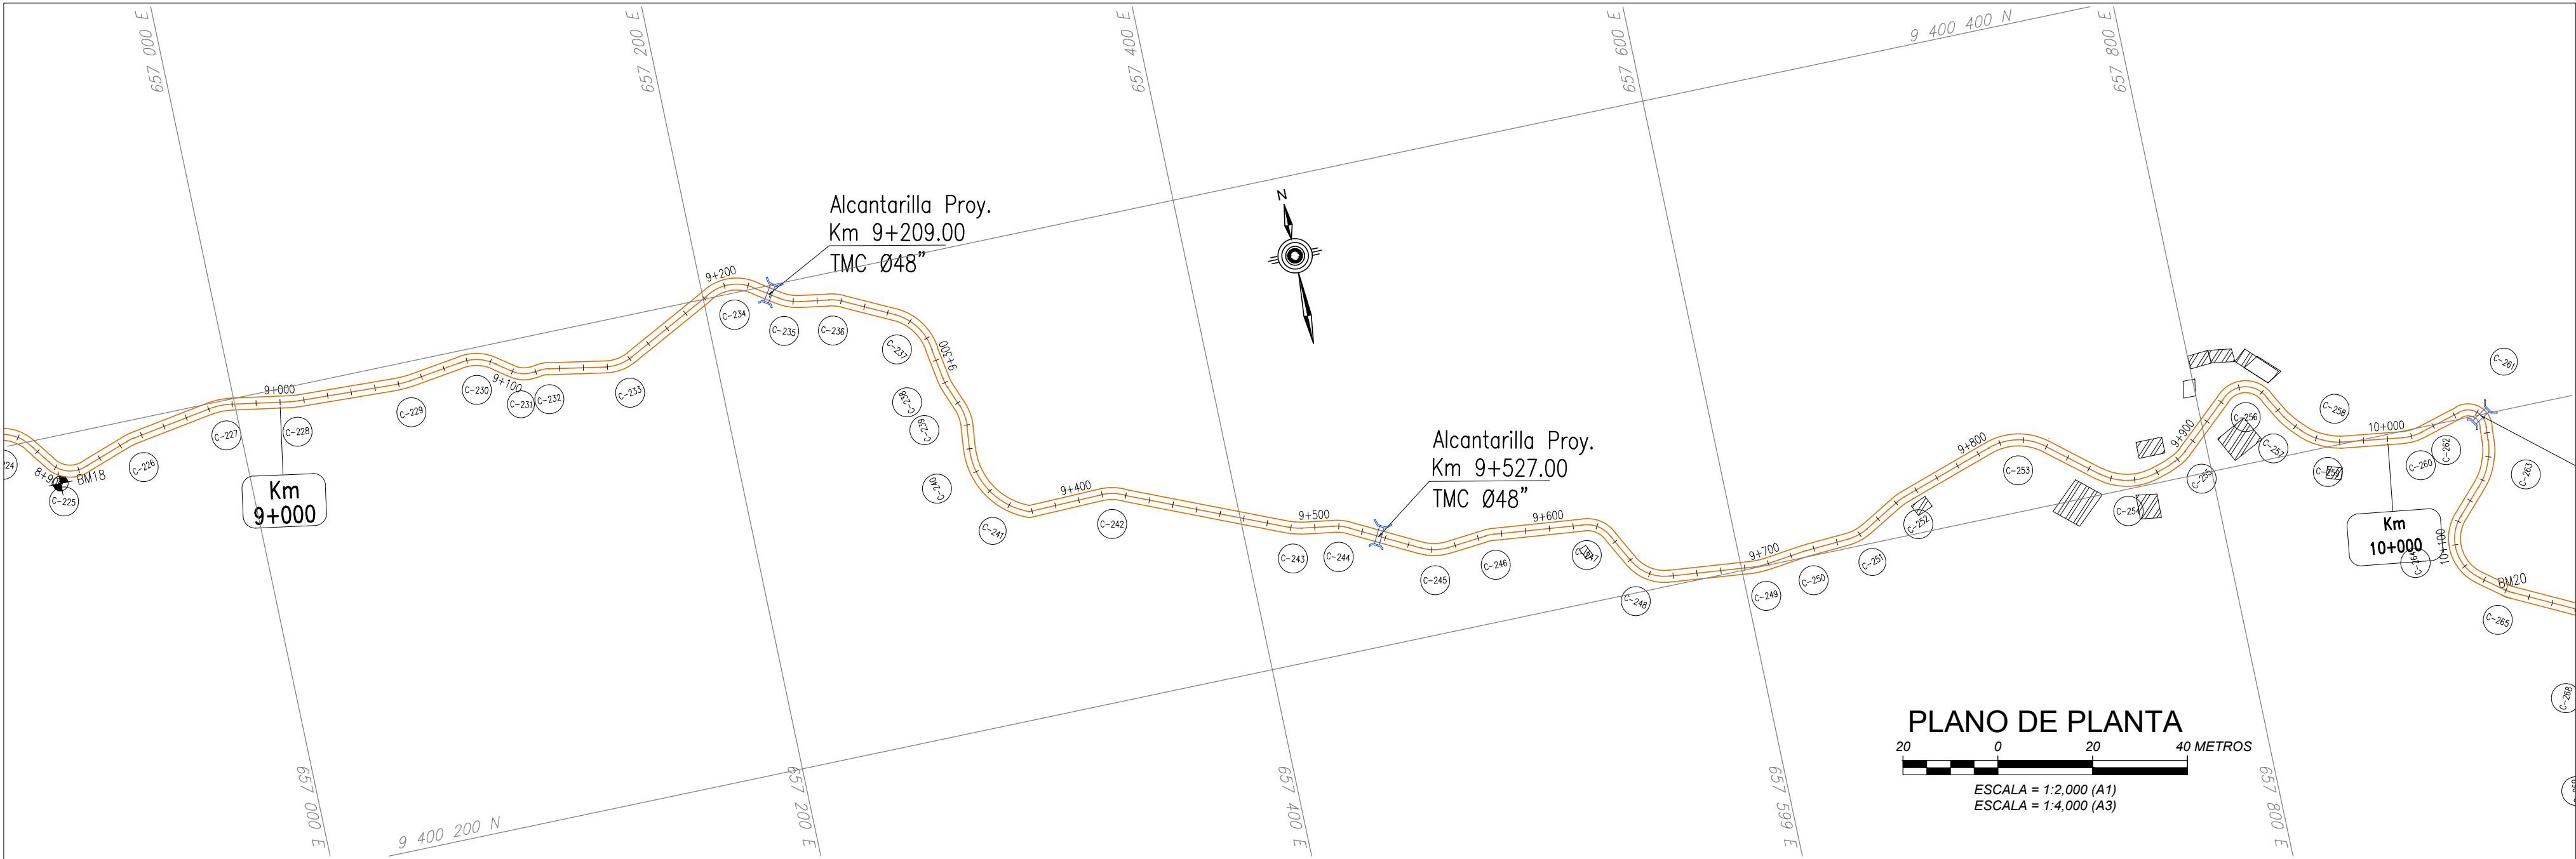 657 000 E
657 200 E
657 400 E
657 600 E
657 800 E
9 400 400 N
Alcantarilla Proy.
Km 9+209.00
TMC Ø48"
N
Alcantarilla Proy.
Km 9+527.00
TMC Ø48"
BM18
C-225
C-226
C-227
9+000
C-228
Km
9+000
C-229
C-230
9+100
C-231
C-232
C-233
9+200
C-234
C-235
C-236
C-237
9+300
C-238
C-239
C-240
C-241
9+400
C-242
9+500
C-243
C-244
C-245
C-246
9+600
C-247
C-248
9+700
C-249
C-250
C-251
C-252
9+800
C-253
C-254
C-255
9+900
C-256
C-257
C-258
C-259
10+000
C-260
C-262
C-261
C-263
Km
10+000
C-264
10+100
BM20
C-265
C-268
PLANO DE PLANTA
20 0 20 40 METROS
ESCALA = 1:2,000 (A1)
ESCALA = 1:4,000 (A3)
657 000 E
9 400 200 N
657 200 E
657 400 E
657 599 E
657 800 E